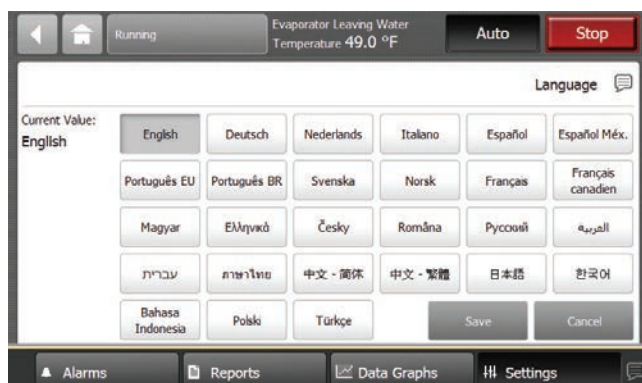 Running
Evaporator Leaving Water
Temperature 49.0 °F
Auto
Stop
Language
Current Value:
English
English
Deutsch
Nederlands
Italiano
Español
Español Méx.
Português EU
Português BR
Svenska
Norsk
Français
Français
canadien
Magyar
Ελληνικά
Česky
Româna
Русский
العربية
עברית
ภาษาไทย
中文 - 简体
中文 - 繁體
日本語
한국어
Bahasa
Indonesia
Polski
Türkçe
Save
Cancel
Alarms
Reports
Data Graphs
Settings